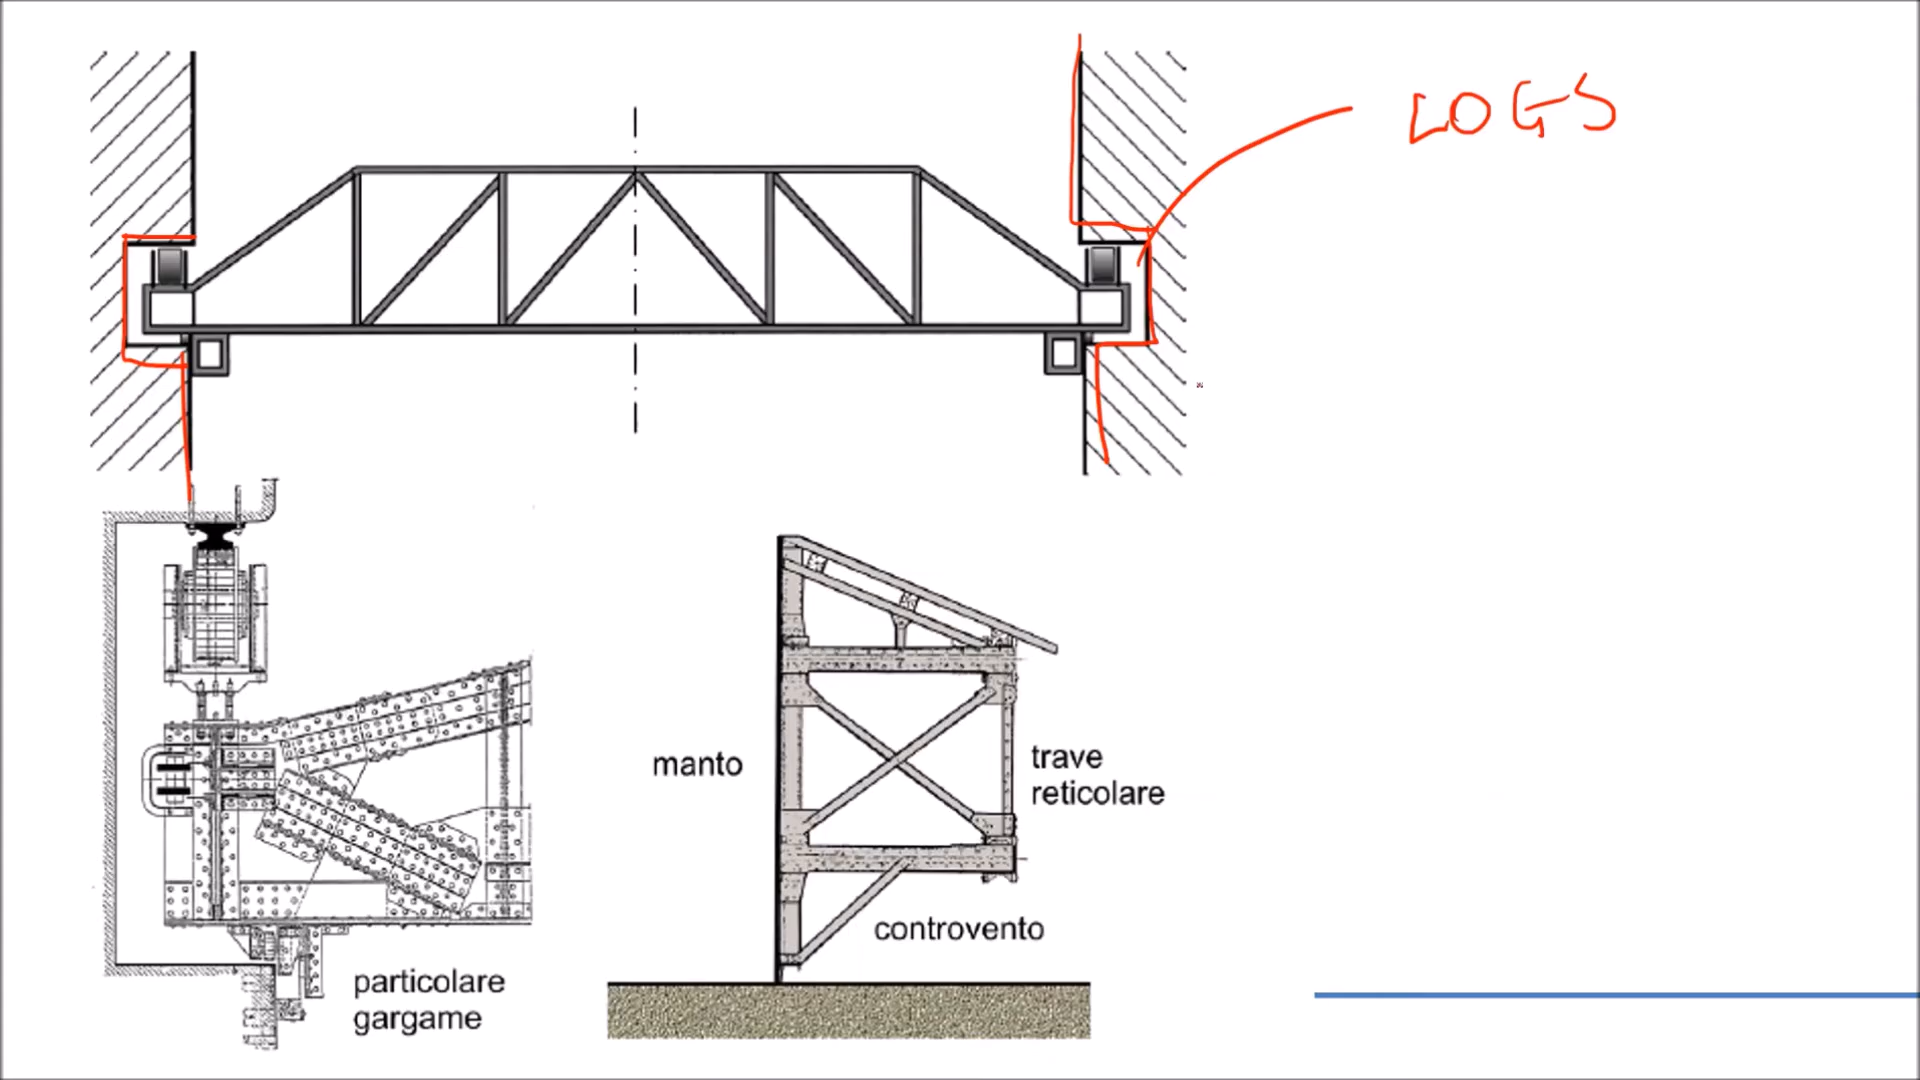 LOGS
manto
trave
reticolare
controvento
particolare
gargame